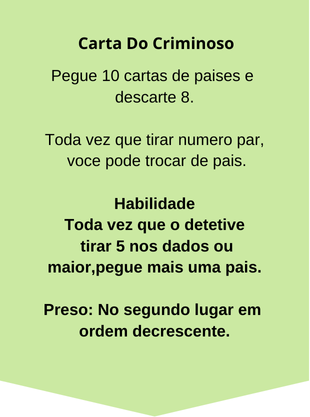 Carta Do Criminoso
Pegue 10 cartas de paises e
descarte 8.
Toda vez que tirar numero par,
voce pode trocar de pais.
Habilidade
Toda vez que o detetive
tirar 5 nos dados ou
maior,pegue mais uma pais.
Preso: No segundo lugar em
ordem decrescente.